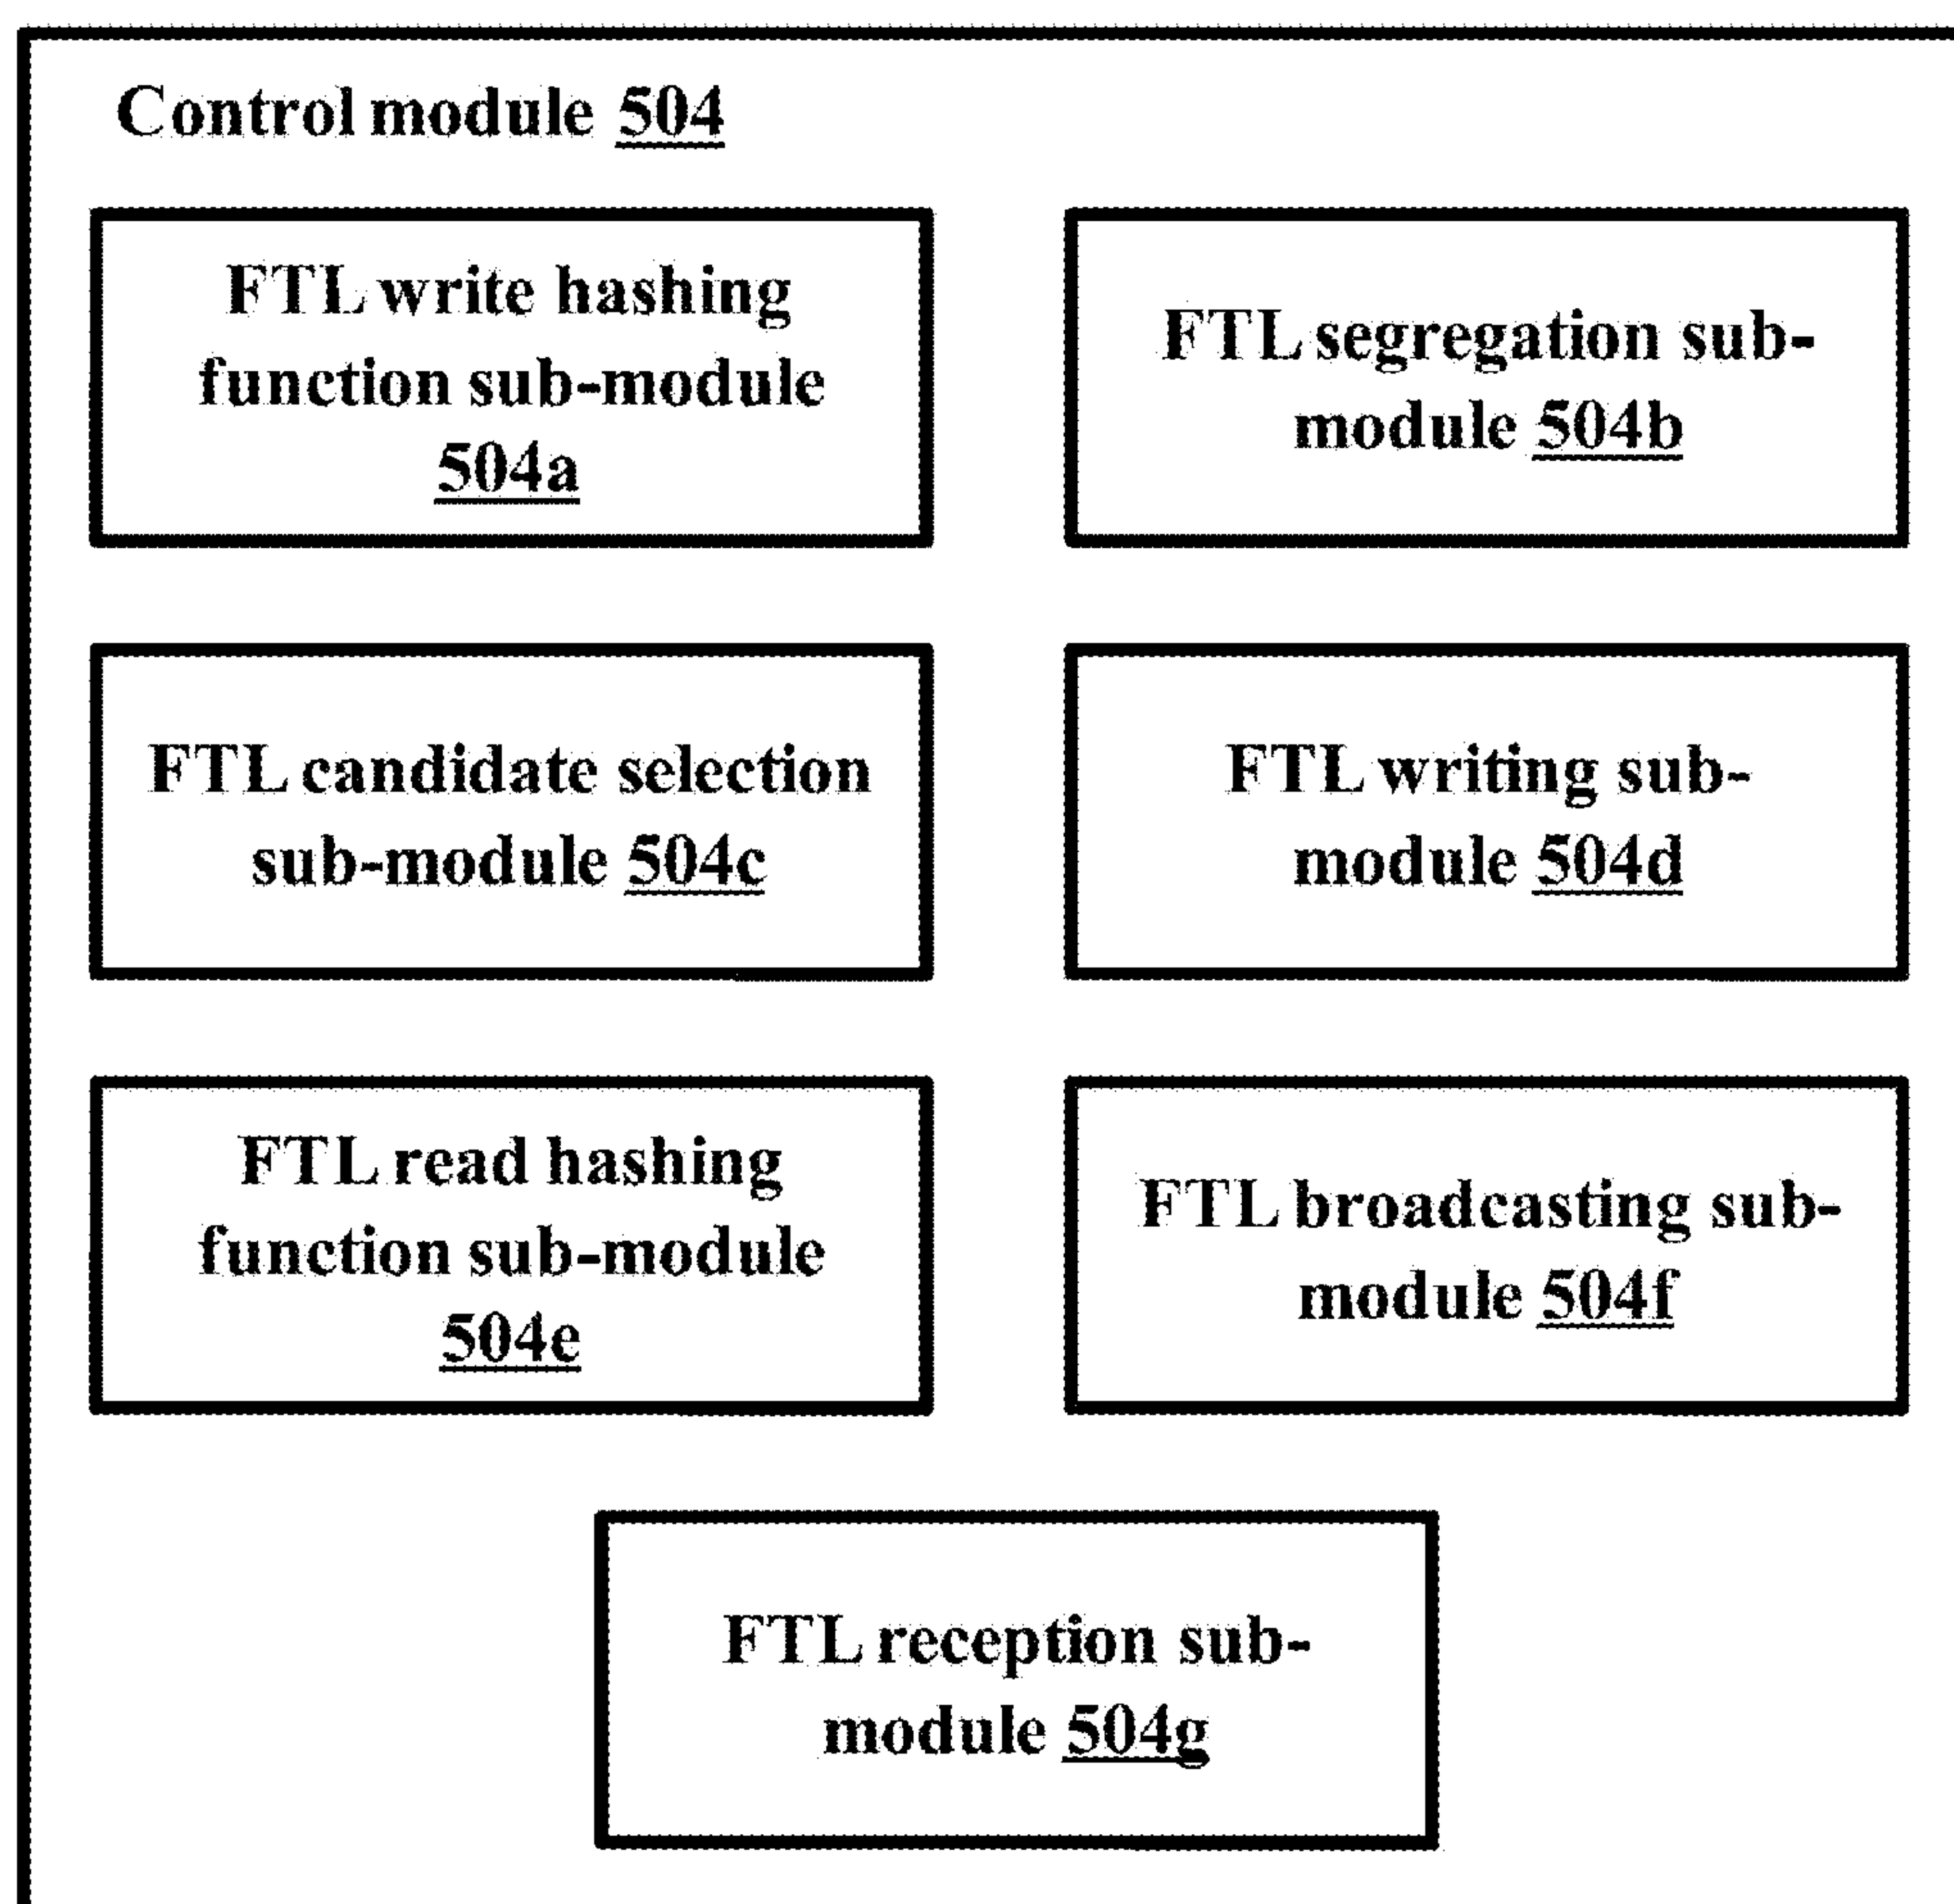 Control module 504
FTL write hashing
function sub-module
504a
FTL segregation sub-
module 504b
FTL candidate selection
sub-module 504c
FTL writing sub-
module 504d
FTL read hashing
function sub-module
504e
FTL broadcasting sub-
module 504f
FTL reception sub-
module 504g